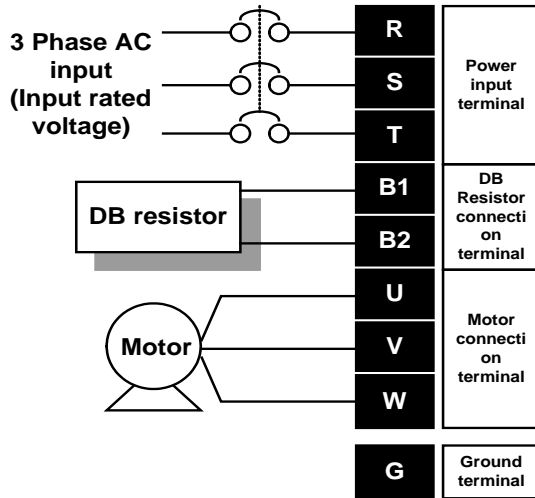 3 Phase AC
input
(Input rated
voltage)
R
S
T
Power
input
terminal
DB resistor
B1
B2
DB
Resistor
connecti
on
terminal
Motor
U
V
W
Motor
connecti
on
terminal
G
Ground
terminal